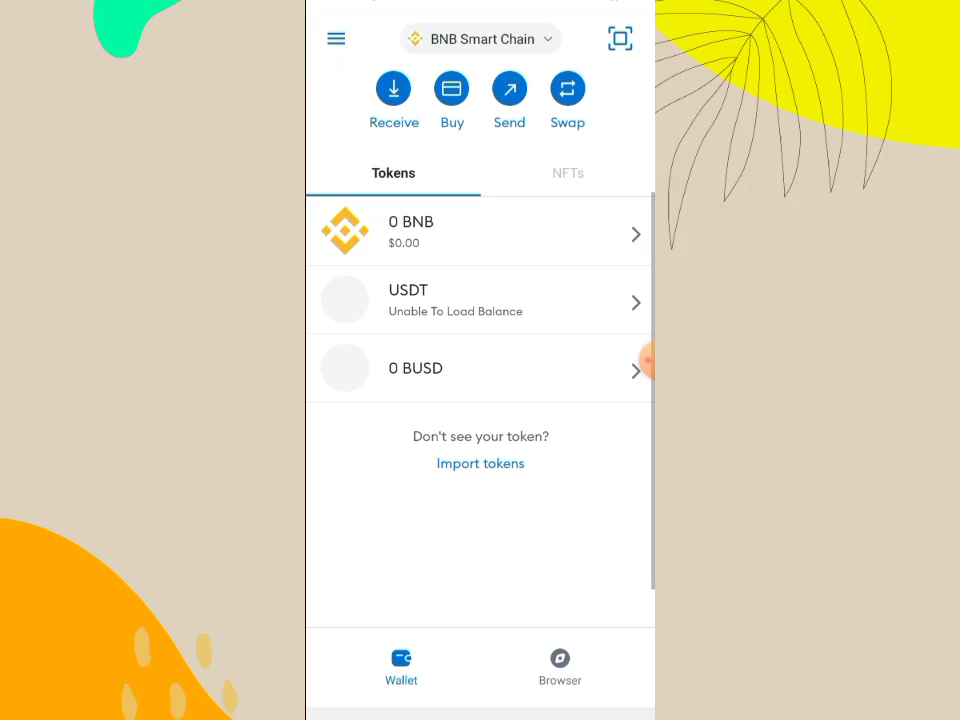 BNB Smart Chain
Receive Buy Send Swap
Tokens NFTs
0 BNB
$0.00
USDT
Unable To Load Balance
0 BUSD
Don't see your token?
Import tokens
Wallet Browser